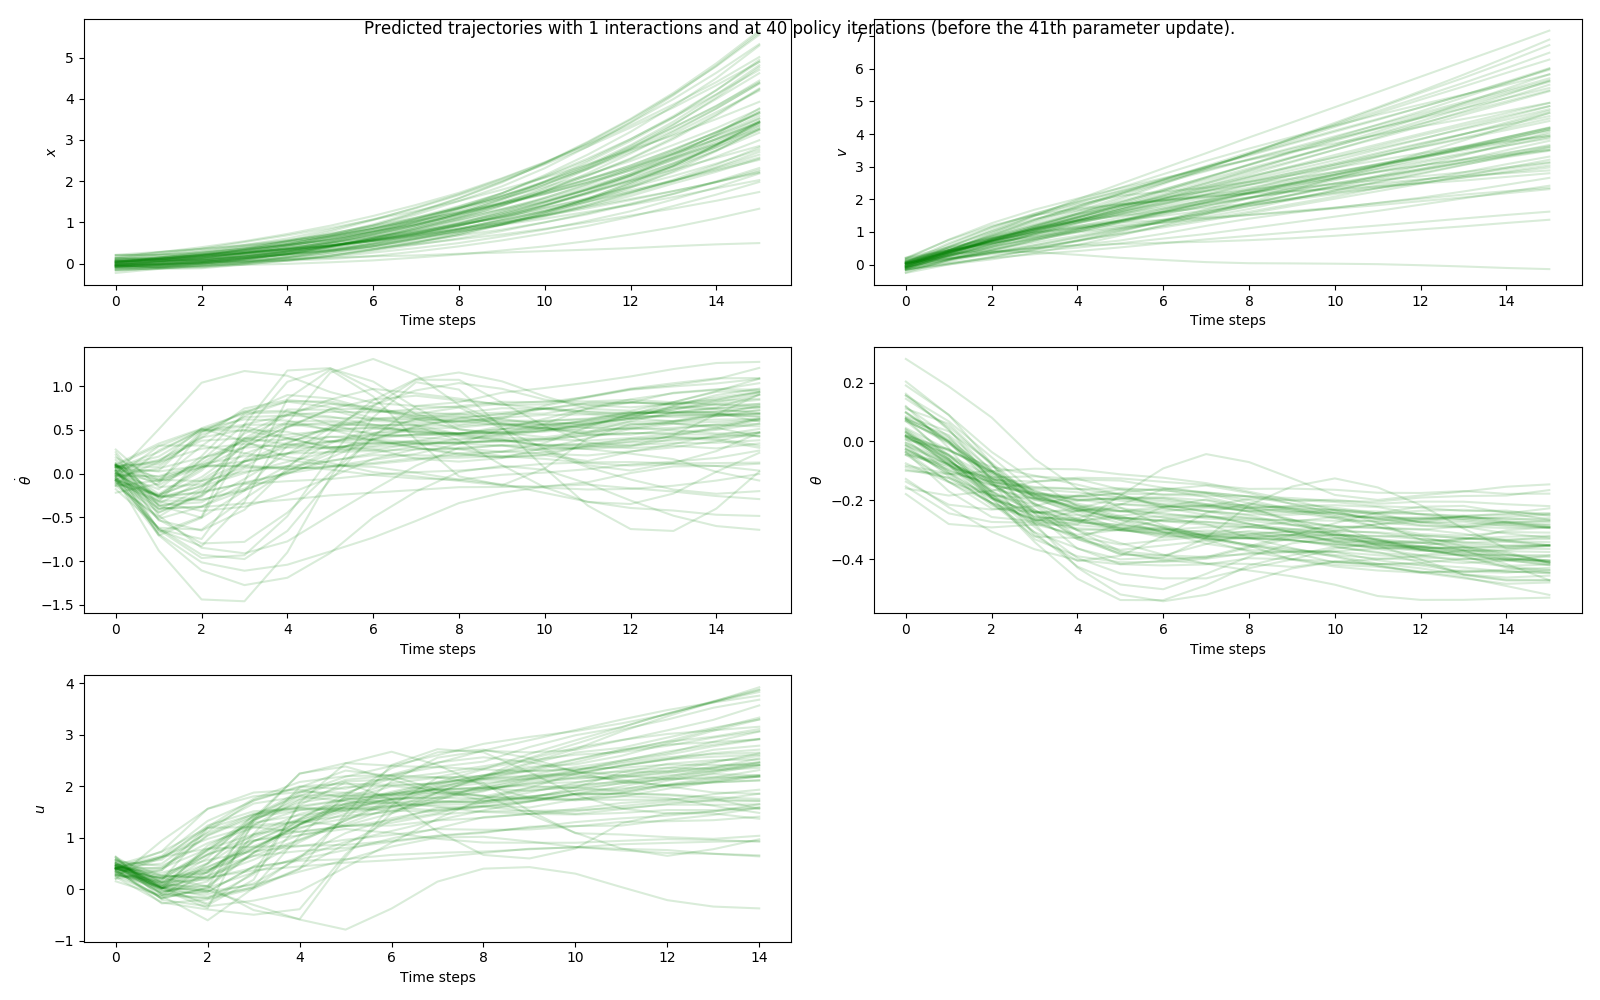 Predicted trajectories with 1 interactions and at 40 policy iterations (before the 41th parameter update).
5
4
3
2
1
0
x
0 2 4 6 8 10 12 14
Time steps
7
6
5
4
3
2
1
0
v
0 2 4 6 8 10 12 14
Time steps
1.0
0.5
0.0
−0.5
−1.0
−1.5
θ̇
0 2 4 6 8 10 12 14
Time steps
0.2
0.0
−0.2
−0.4
θ
0 2 4 6 8 10 12 14
Time steps
4
3
2
1
0
−1
u
0 2 4 6 8 10 12 14
Time steps